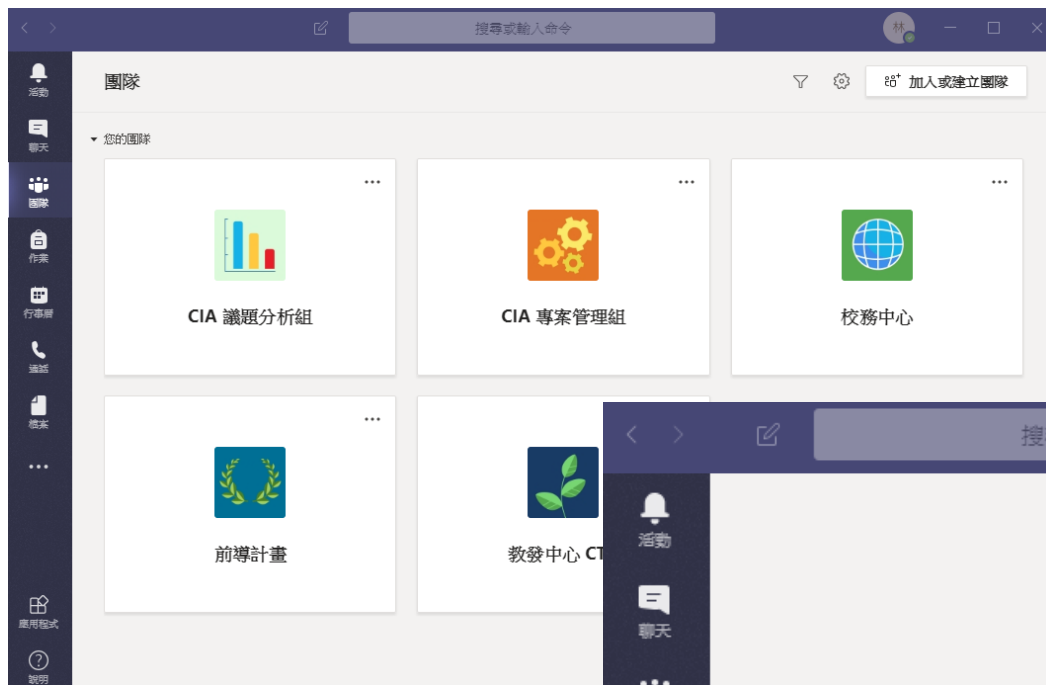 搜尋或輸入命令
林
活動
聊天
團隊
作業
行事曆
通話
檔案
應用程式
說明
團隊
加入或建立團隊
您的團隊
CIA 議題分析組
CIA 專案管理組
校務中心
前導計畫
教發中心 CT
搜
活動
聊天